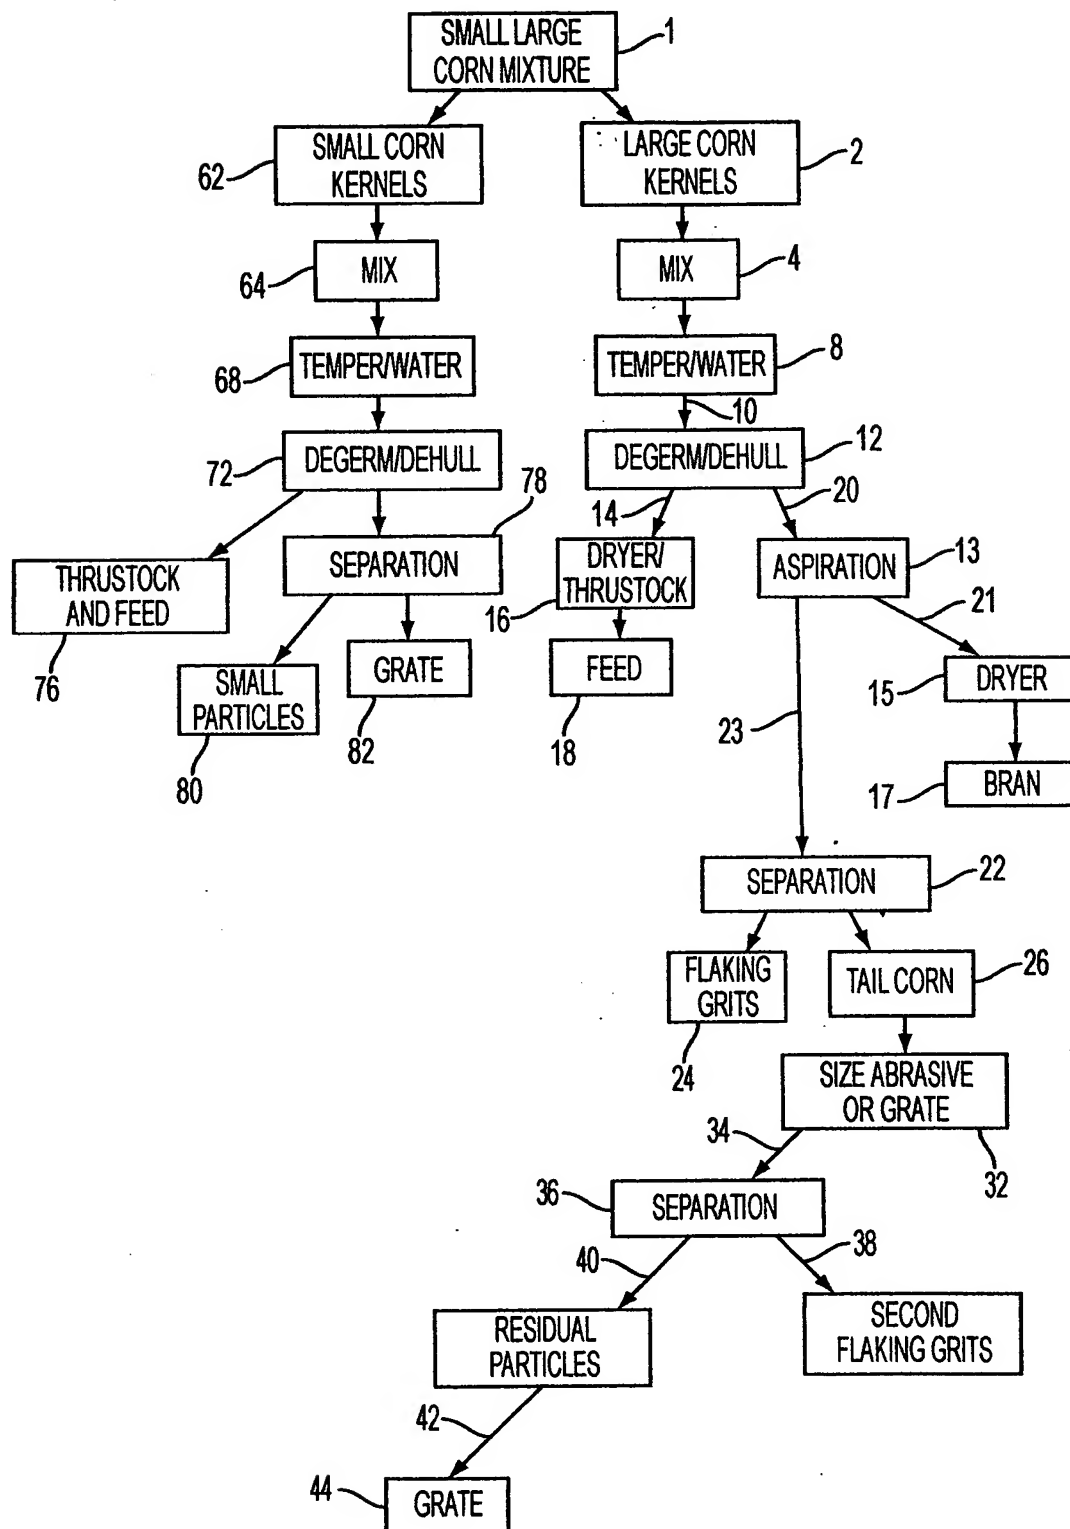 SMALL LARGE
CORN MIXTURE
1
SMALL CORN
KERNELS
62
LARGE CORN
KERNELS
2
MIX
64
MIX
4
TEMPER/WATER
68
TEMPER/WATER
8
10
DEGERM/DEHULL
72
DEGERM/DEHULL
12
78
14
20
THRUSTOCK
AND FEED
76
SEPARATION
DRYER/
THRUSTOCK
16
ASPIRATION
13
21
SMALL
PARTICLES
80
GRATE
82
FEED
18
DRYER
15
23
BRAN
17
SEPARATION
22
FLAKING
GRITS
24
TAIL CORN
26
SIZE ABRASIVE
OR GRATE
32
34
SEPARATION
36
40
38
RESIDUAL
PARTICLES
SECOND
FLAKING GRITS
42
GRATE
44